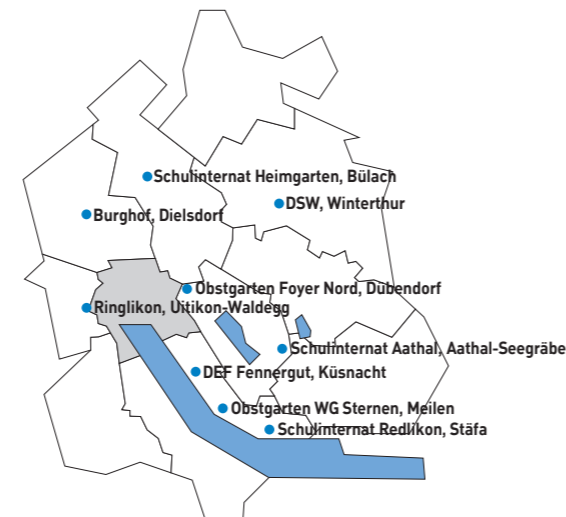 Schulinternat Heimgarten, Bülach
DSW, Winterthur
Burghof, Dielsdorf
Obstgarten Foyer Nord, Dübendorf
Ringlikon, Uitikon-Waldegg
Schulinternat Aathal, Aathal-Seegräbe
DEF Fennergut, Küsnacht
Obstgarten WG Sternen, Meilen
Schulinternat Redlikon, Stäfa